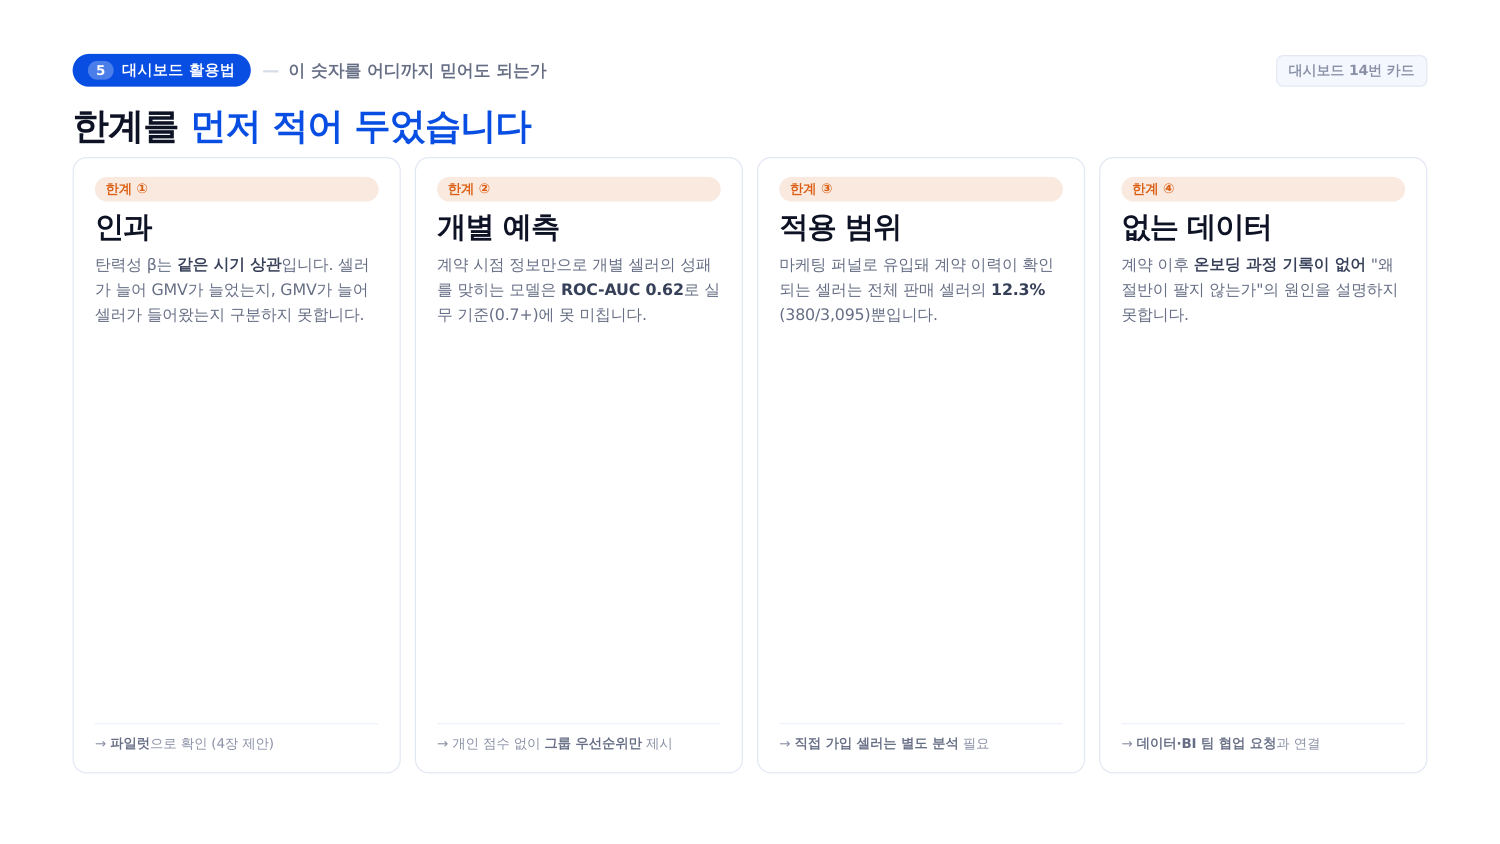 5 대시보드 활용법 — 이 숫자를 어디까지 믿어도 되는가
대시보드 14번 카드
한계를 먼저 적어 두었습니다
한계 ①
인과
탄력성 β는 같은 시기 상관입니다. 셀러
가 늘어 GMV가 늘었는지, GMV가 늘어
셀러가 들어왔는지 구분하지 못합니다.
→ 파일럿으로 확인 (4장 제안)
한계 ②
개별 예측
계약 시점 정보만으로 개별 셀러의 성패
를 맞히는 모델은 ROC-AUC 0.62로 실
무 기준(0.7+)에 못 미칩니다.
→ 개인 점수 없이 그룹 우선순위만 제시
한계 ③
적용 범위
마케팅 퍼널로 유입돼 계약 이력이 확인
되는 셀러는 전체 판매 셀러의 12.3%
(380/3,095)뿐입니다.
→ 직접 가입 셀러는 별도 분석 필요
한계 ④
없는 데이터
계약 이후 온보딩 과정 기록이 없어 "왜
절반이 팔지 않는가"의 원인을 설명하지
못합니다.
→ 데이터·BI 팀 협업 요청과 연결